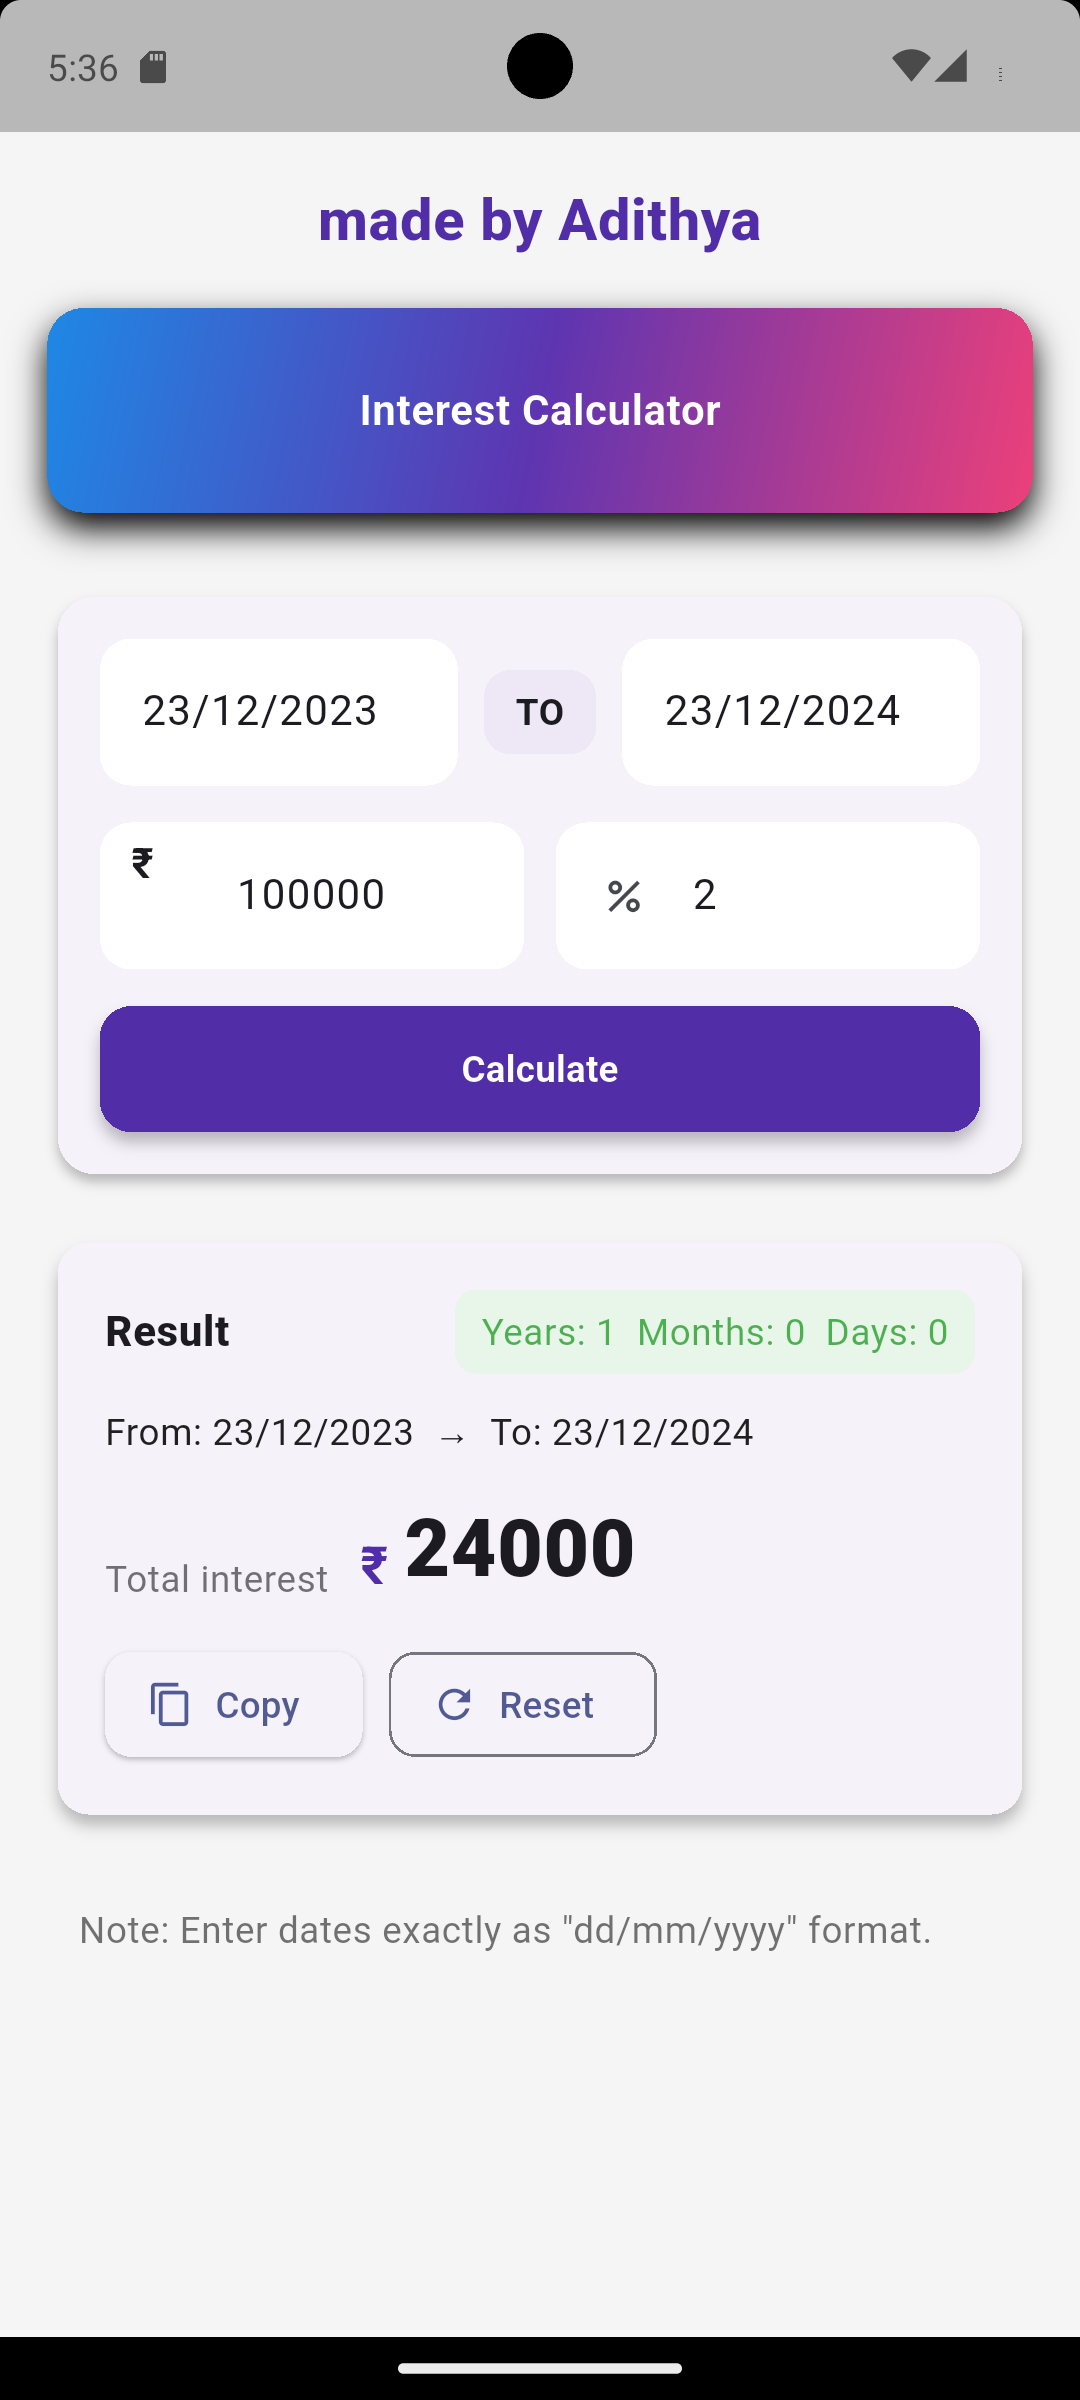 5:36
made by Adithya
Interest Calculator
23/12/2023 TO 23/12/2024
₹ 100000 % 2
Calculate
Result Years: 1 Months: 0 Days: 0
From: 23/12/2023 → To: 23/12/2024
Total interest ₹ 24000
Copy Reset
Note: Enter dates exactly as "dd/mm/yyyy" format.